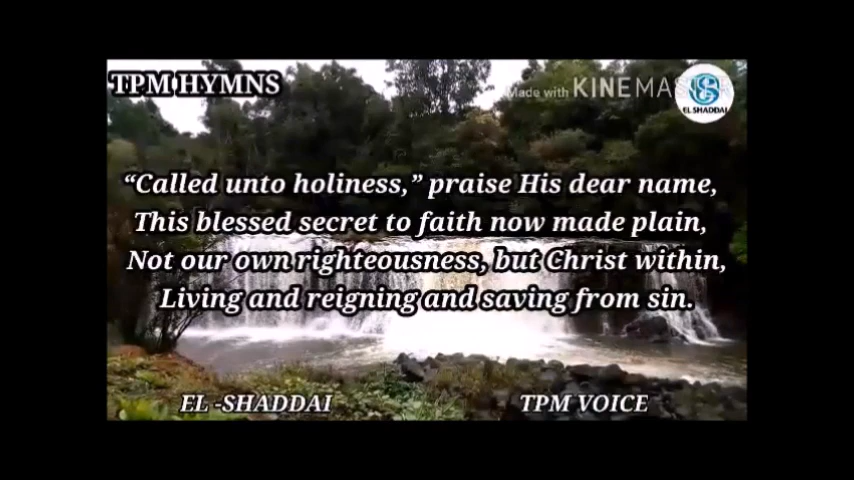 TPM HYMNS
Made with KINEMASTER
EL SHADDAI
“Called unto holiness,” praise His dear name,
This blessed secret to faith now made plain,
Not our own righteousness, but Christ within,
Living and reigning and saving from sin.
EL -SHADDAI
TPM VOICE